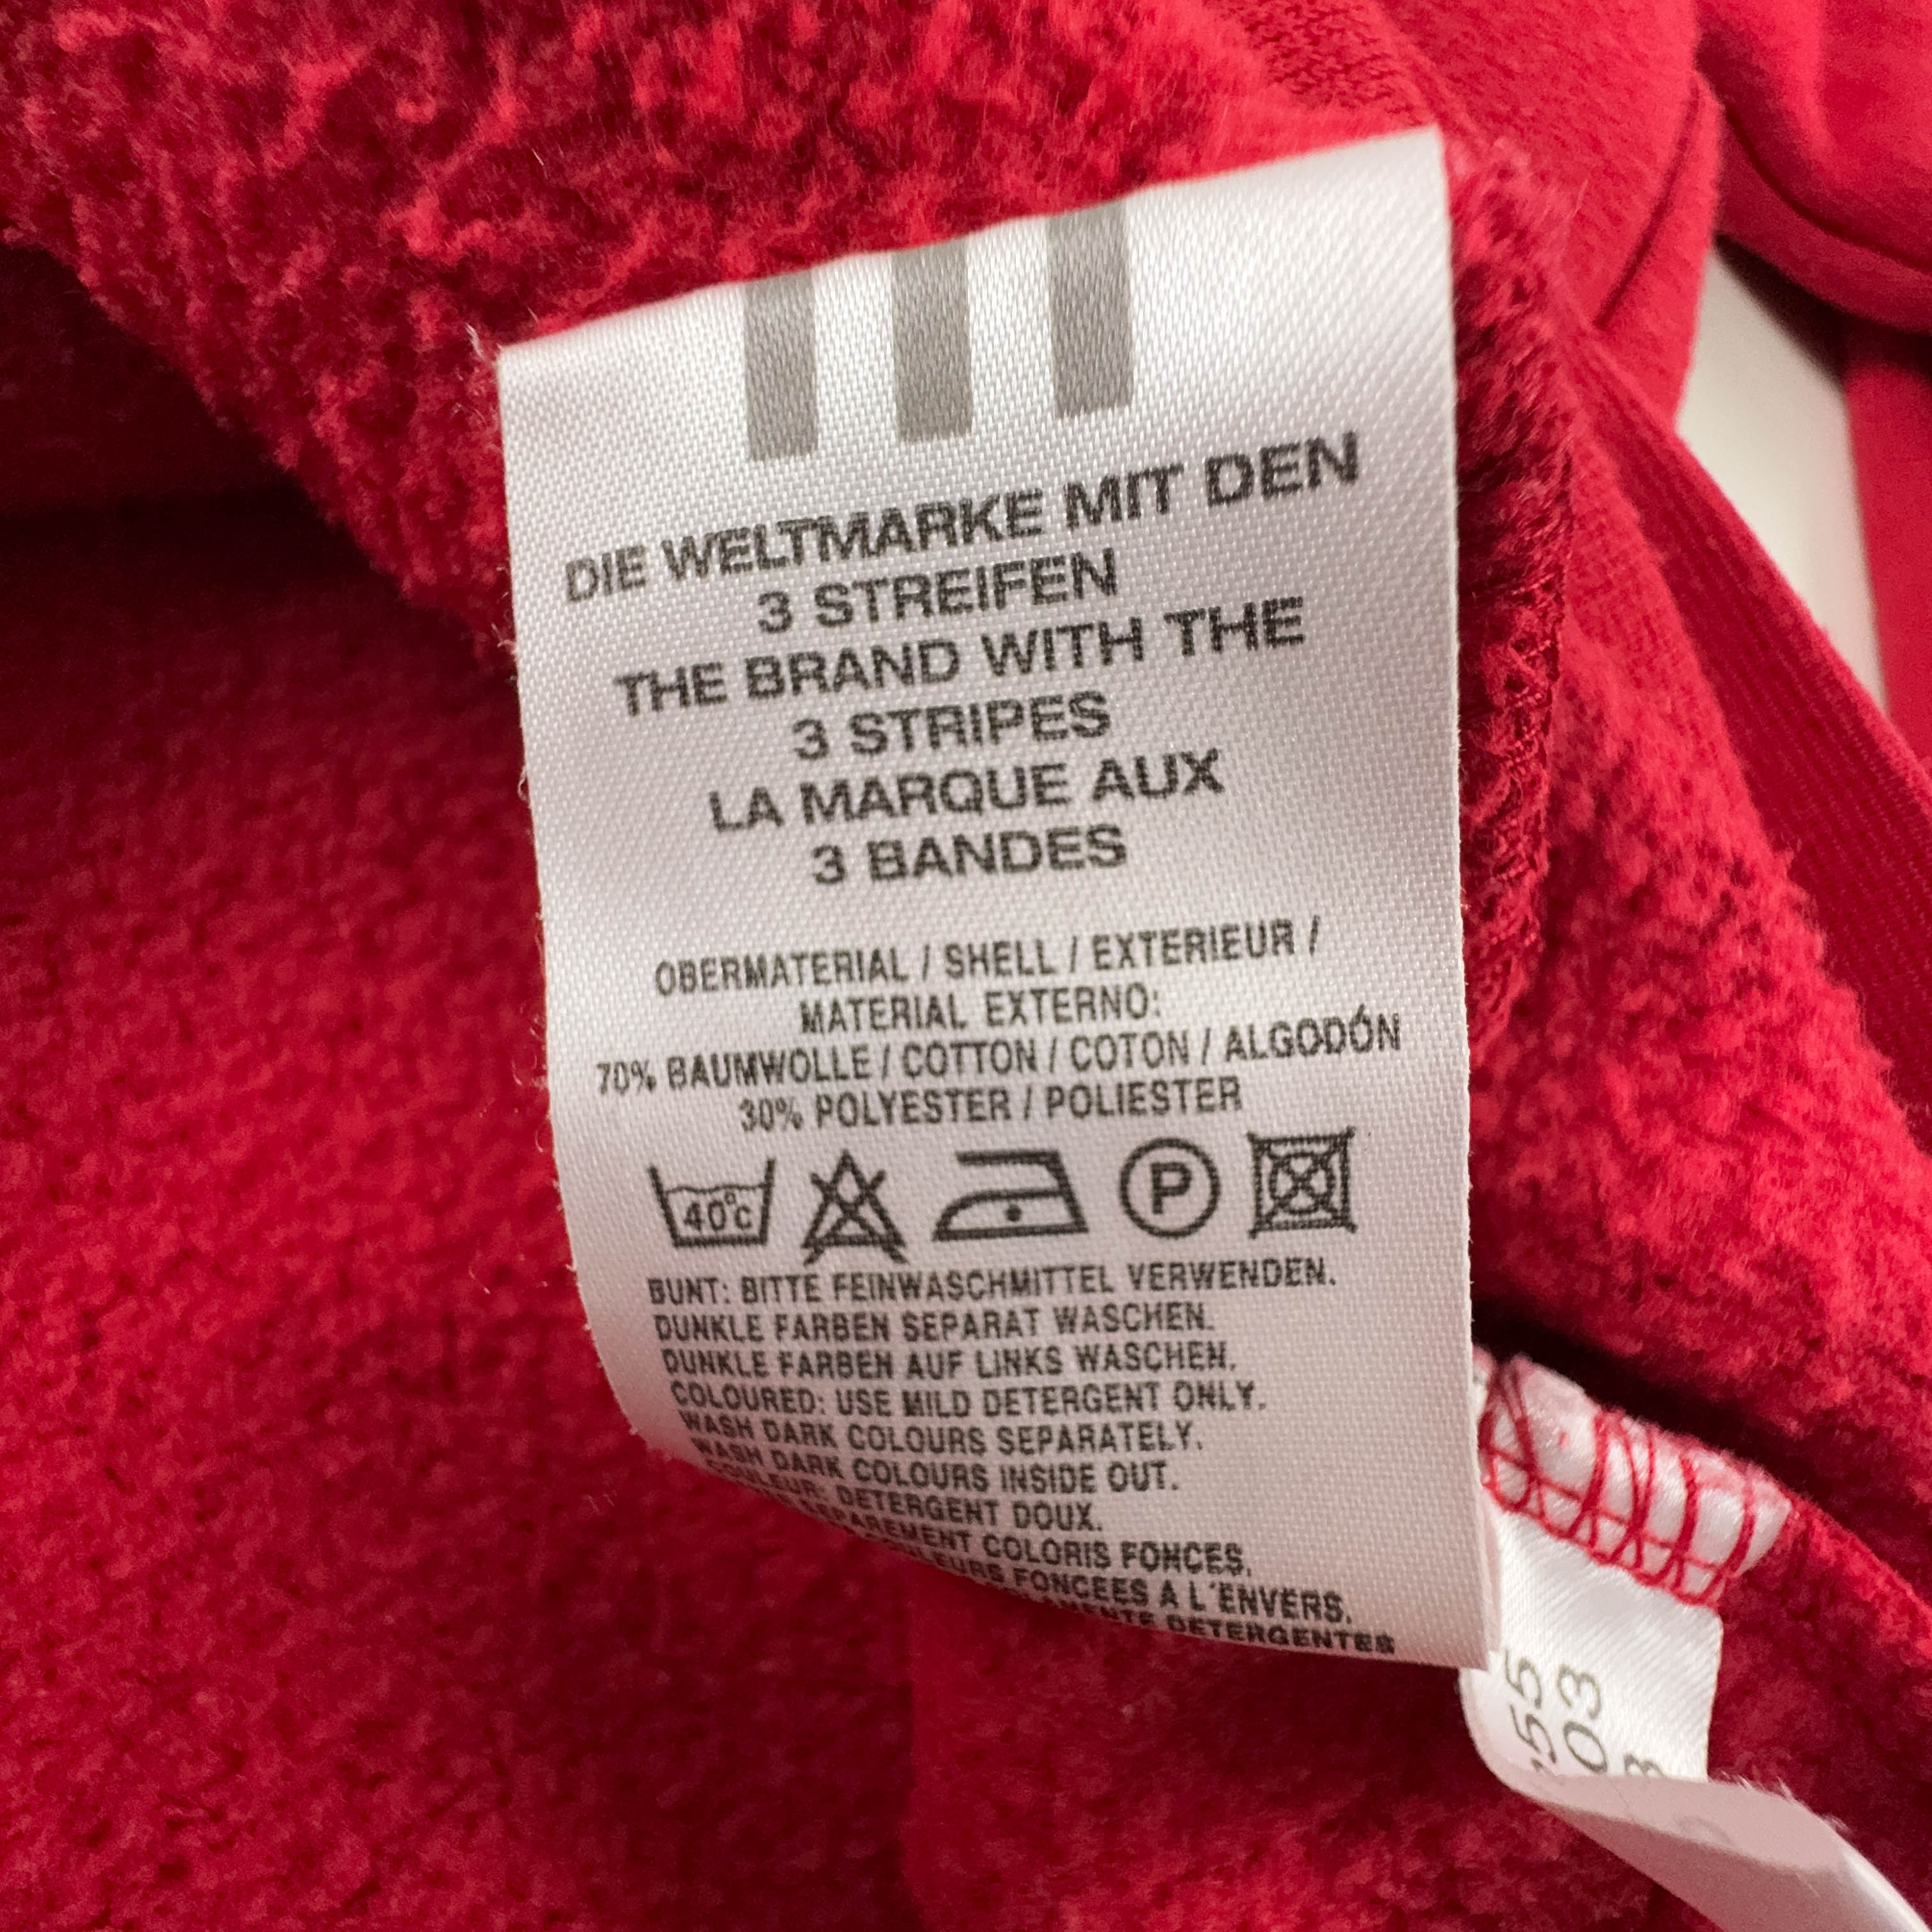 DIE WELTMARKE MIT DEN
3 STREIFEN
THE BRAND WITH THE
3 STRIPES
LA MARQUE AUX
3 BANDES
OBERMATERIAL / SHELL / EXTERIEUR /
MATERIAL EXTERNO:
70% BAUMWOLLE / COTTON / COTON / ALGODÓN
30% POLYESTER / POLIESTER
40°c P
BUNT: BITTE FEINWASCHMITTEL VERWENDEN.
DUNKLE FARBEN SEPARAT WASCHEN.
DUNKLE FARBEN AUF LINKS WASCHEN.
COLOURED: USE MILD DETERGENT ONLY.
WASH DARK COLOURS SEPARATELY.
WASH DARK COLOURS INSIDE OUT.
COULEUR: DETERGENT DOUX.
COLORIS FONCES.
FONCEES A L'ENVERS.
DETERGENTES
55
03